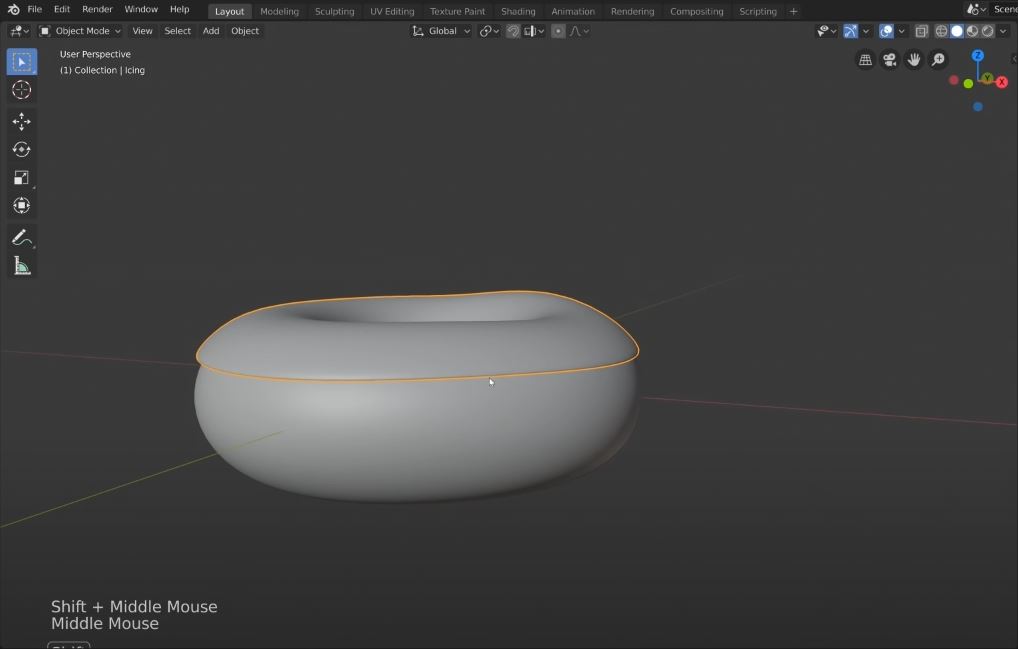 File Edit Render Window Help Layout Modeling Sculpting UV Editing Texture Paint Shading Animation Rendering Compositing Scripting + Scene
Object Mode View Select Add Object Global
User Perspective
(1) Collection | Icing
Z
Y
X
Shift + Middle Mouse
Middle Mouse